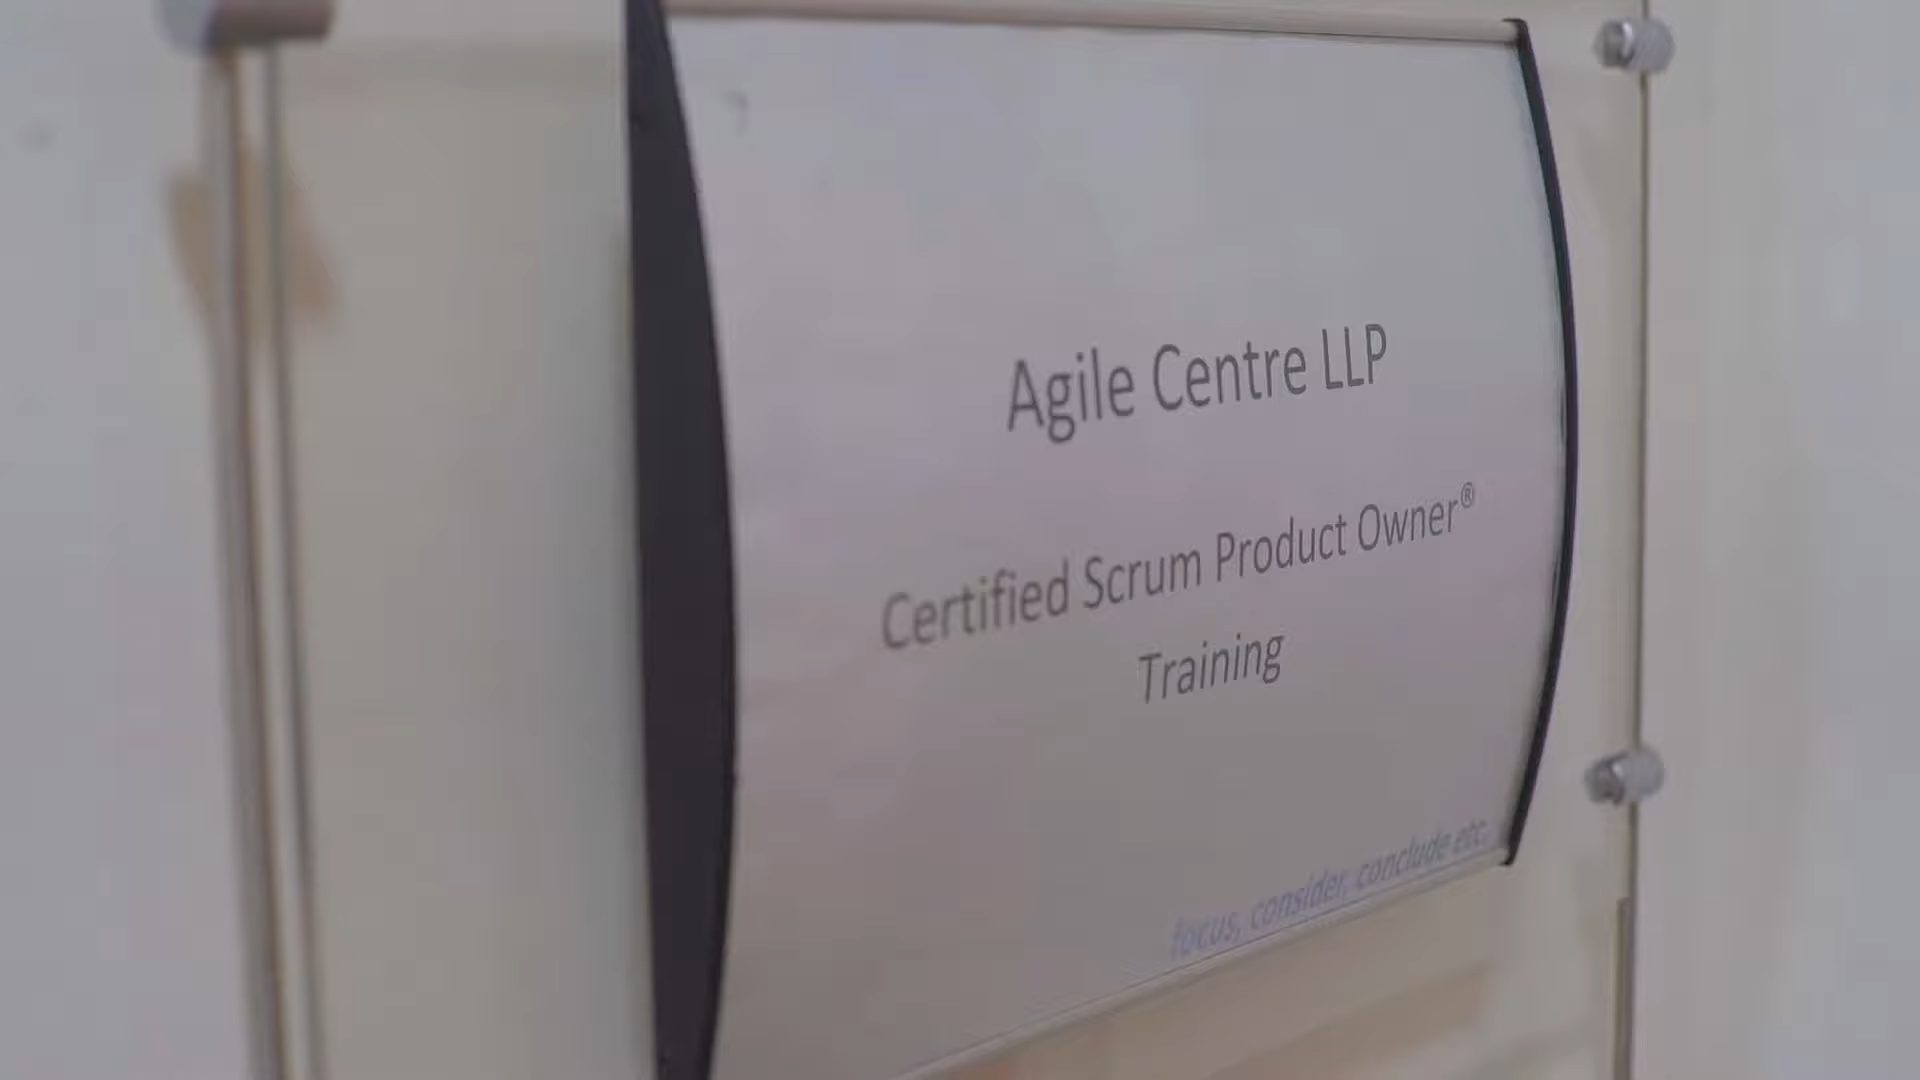 Agile Centre LLP
Certified Scrum Product Owner®
Training
focus, consider, conclude etc.